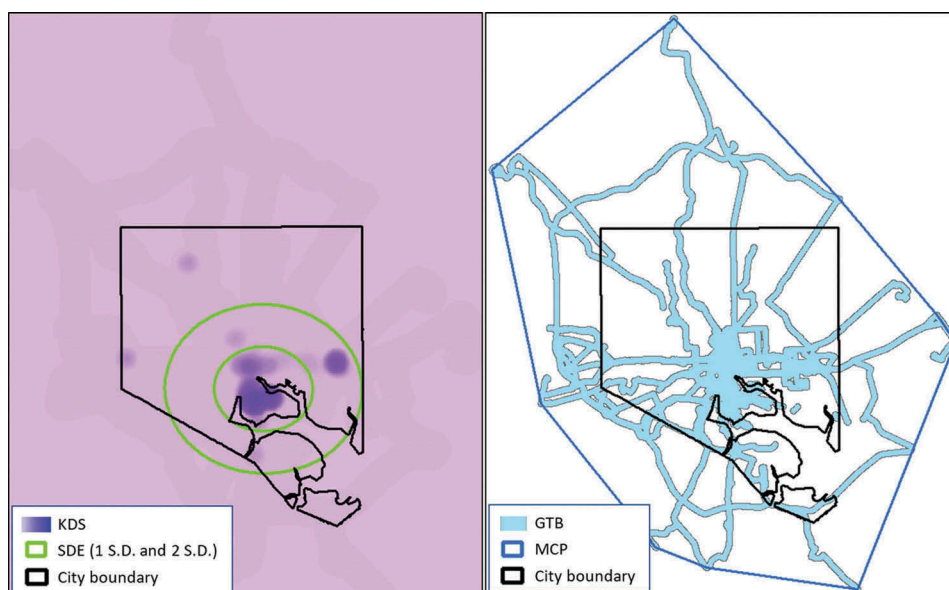 KDS
SDE (1 S.D. and 2 S.D.)
City boundary
GTB
MCP
City boundary